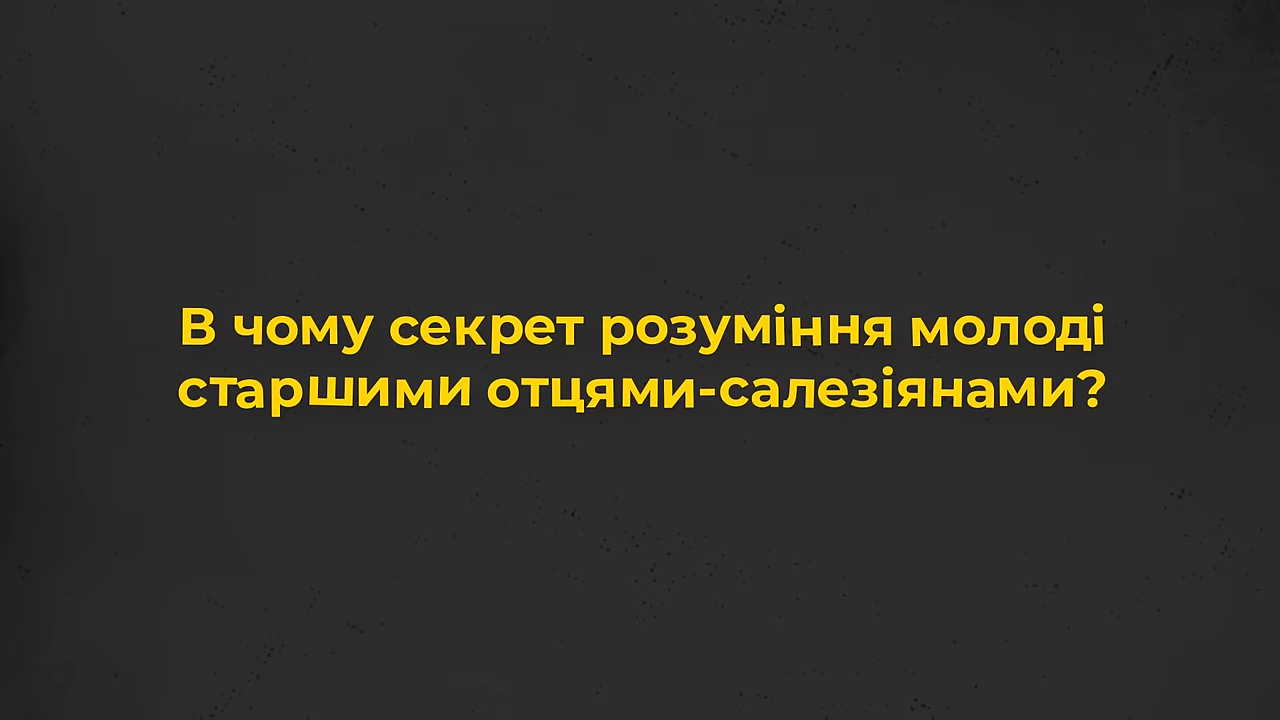 В чому секрет розуміння молоді
старшими отцями-салезіянами?